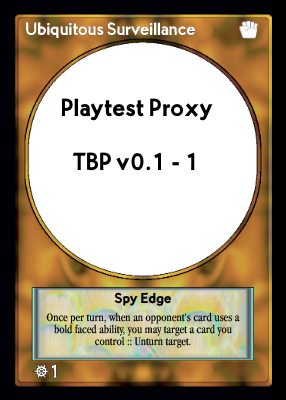 Ubiquitous Surveillance
Playtest Proxy
TBP v0.1 - 1
Spy Edge
Once per turn, when an opponent's card uses a
bold faced ability, you may target a card you
control :: Unturn target.
1